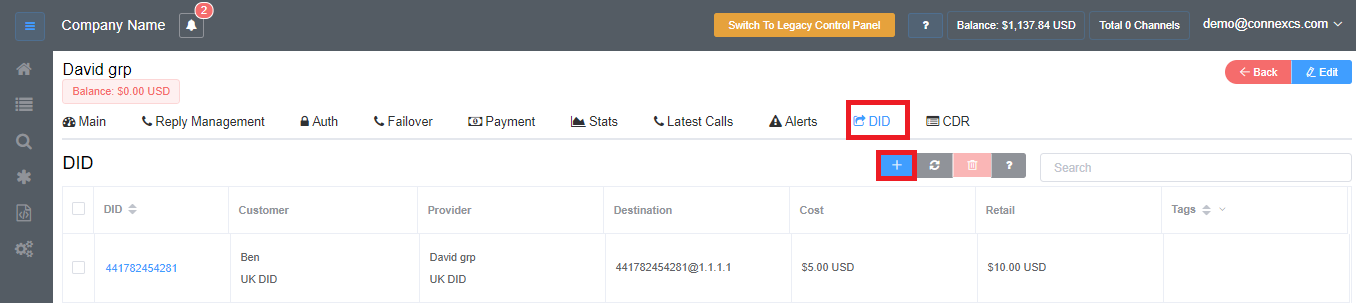 Company Name 2 Switch To Legacy Control Panel ? Balance: $1,137.84 USD Total 0 Channels demo@connexcs.com
David grp
Balance: $0.00 USD
Back Edit
Main Reply Management Auth Failover Payment Stats Latest Calls Alerts DID CDR
DID + ? Search
DID Customer Provider Destination Cost Retail Tags
441782454281 Ben David grp 441782454281@1.1.1.1 $5.00 USD $10.00 USD
UK DID UK DID